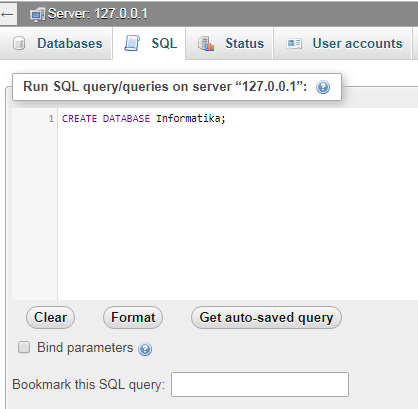 Server: 127.0.0.1
Databases SQL Status User accounts
Run SQL query/queries on server “127.0.0.1”:
1 CREATE DATABASE Informatika;
Clear Format Get auto-saved query
Bind parameters
Bookmark this SQL query: